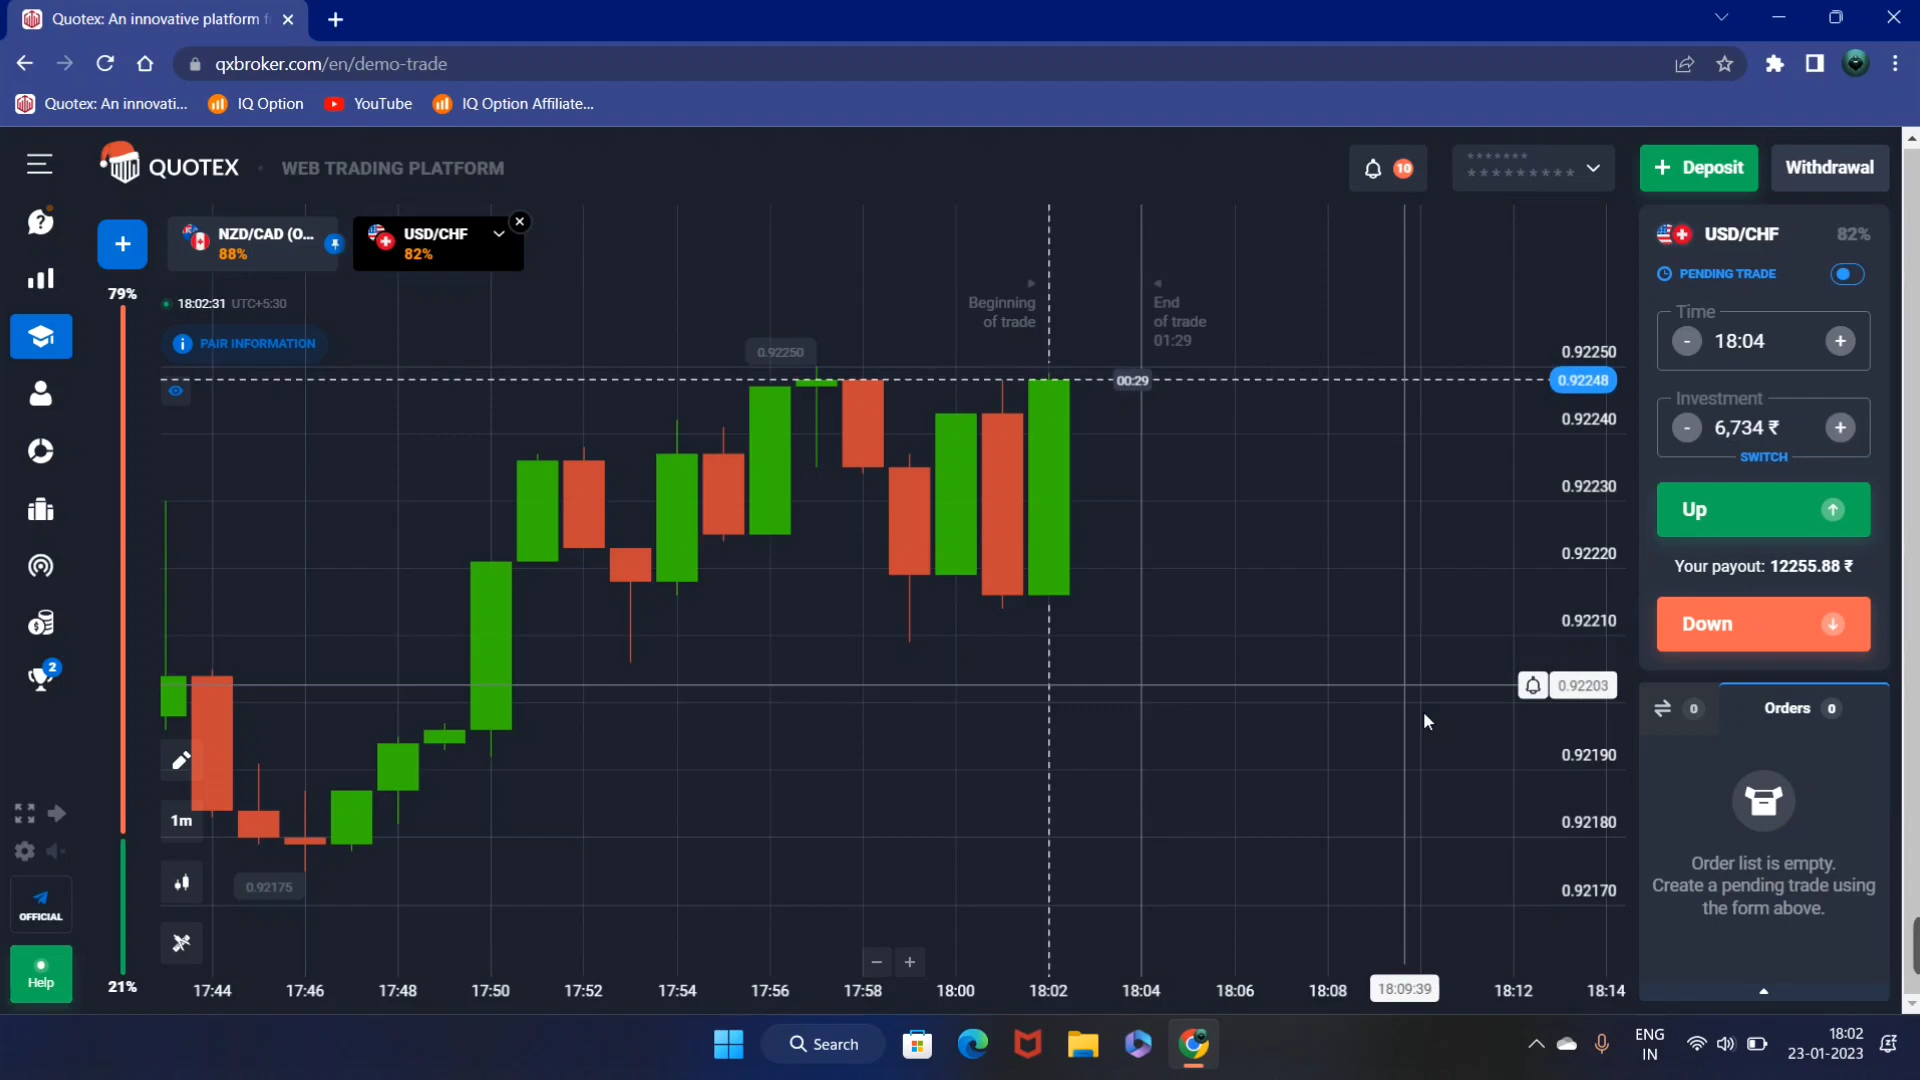 Quotex: An innovative platform f
qxbroker.com/en/demo-trade
Quotex: An innovati...
IQ Option
YouTube
IQ Option Affiliate...
QUOTEX
WEB TRADING PLATFORM
10
*******
*********
Deposit
Withdrawal
NZD/CAD (O...
88%
USD/CHF
82%
USD/CHF
82%
PENDING TRADE
79%
18:02:31 UTC+5:30
PAIR INFORMATION
Beginning
of trade
End
of trade
01:29
Time
- 18:04 +
Investment
- 6,734 ₹ +
SWITCH
Up
Your payout: 12255.88 ₹
Down
0
Orders 0
Order list is empty.
Create a pending trade using
the form above.
0.92250
0.92250
00:29
0.92248
0.92240
0.92230
0.92220
0.92210
0.92203
0.92190
0.92180
0.92170
0.92175
1m
2
OFFICIAL
Help
21%
17:44
17:46
17:48
17:50
17:52
17:54
17:56
17:58
18:00
18:02
18:04
18:06
18:08
18:09:39
18:12
18:14
Search
ENG
IN
18:02
23-01-2023